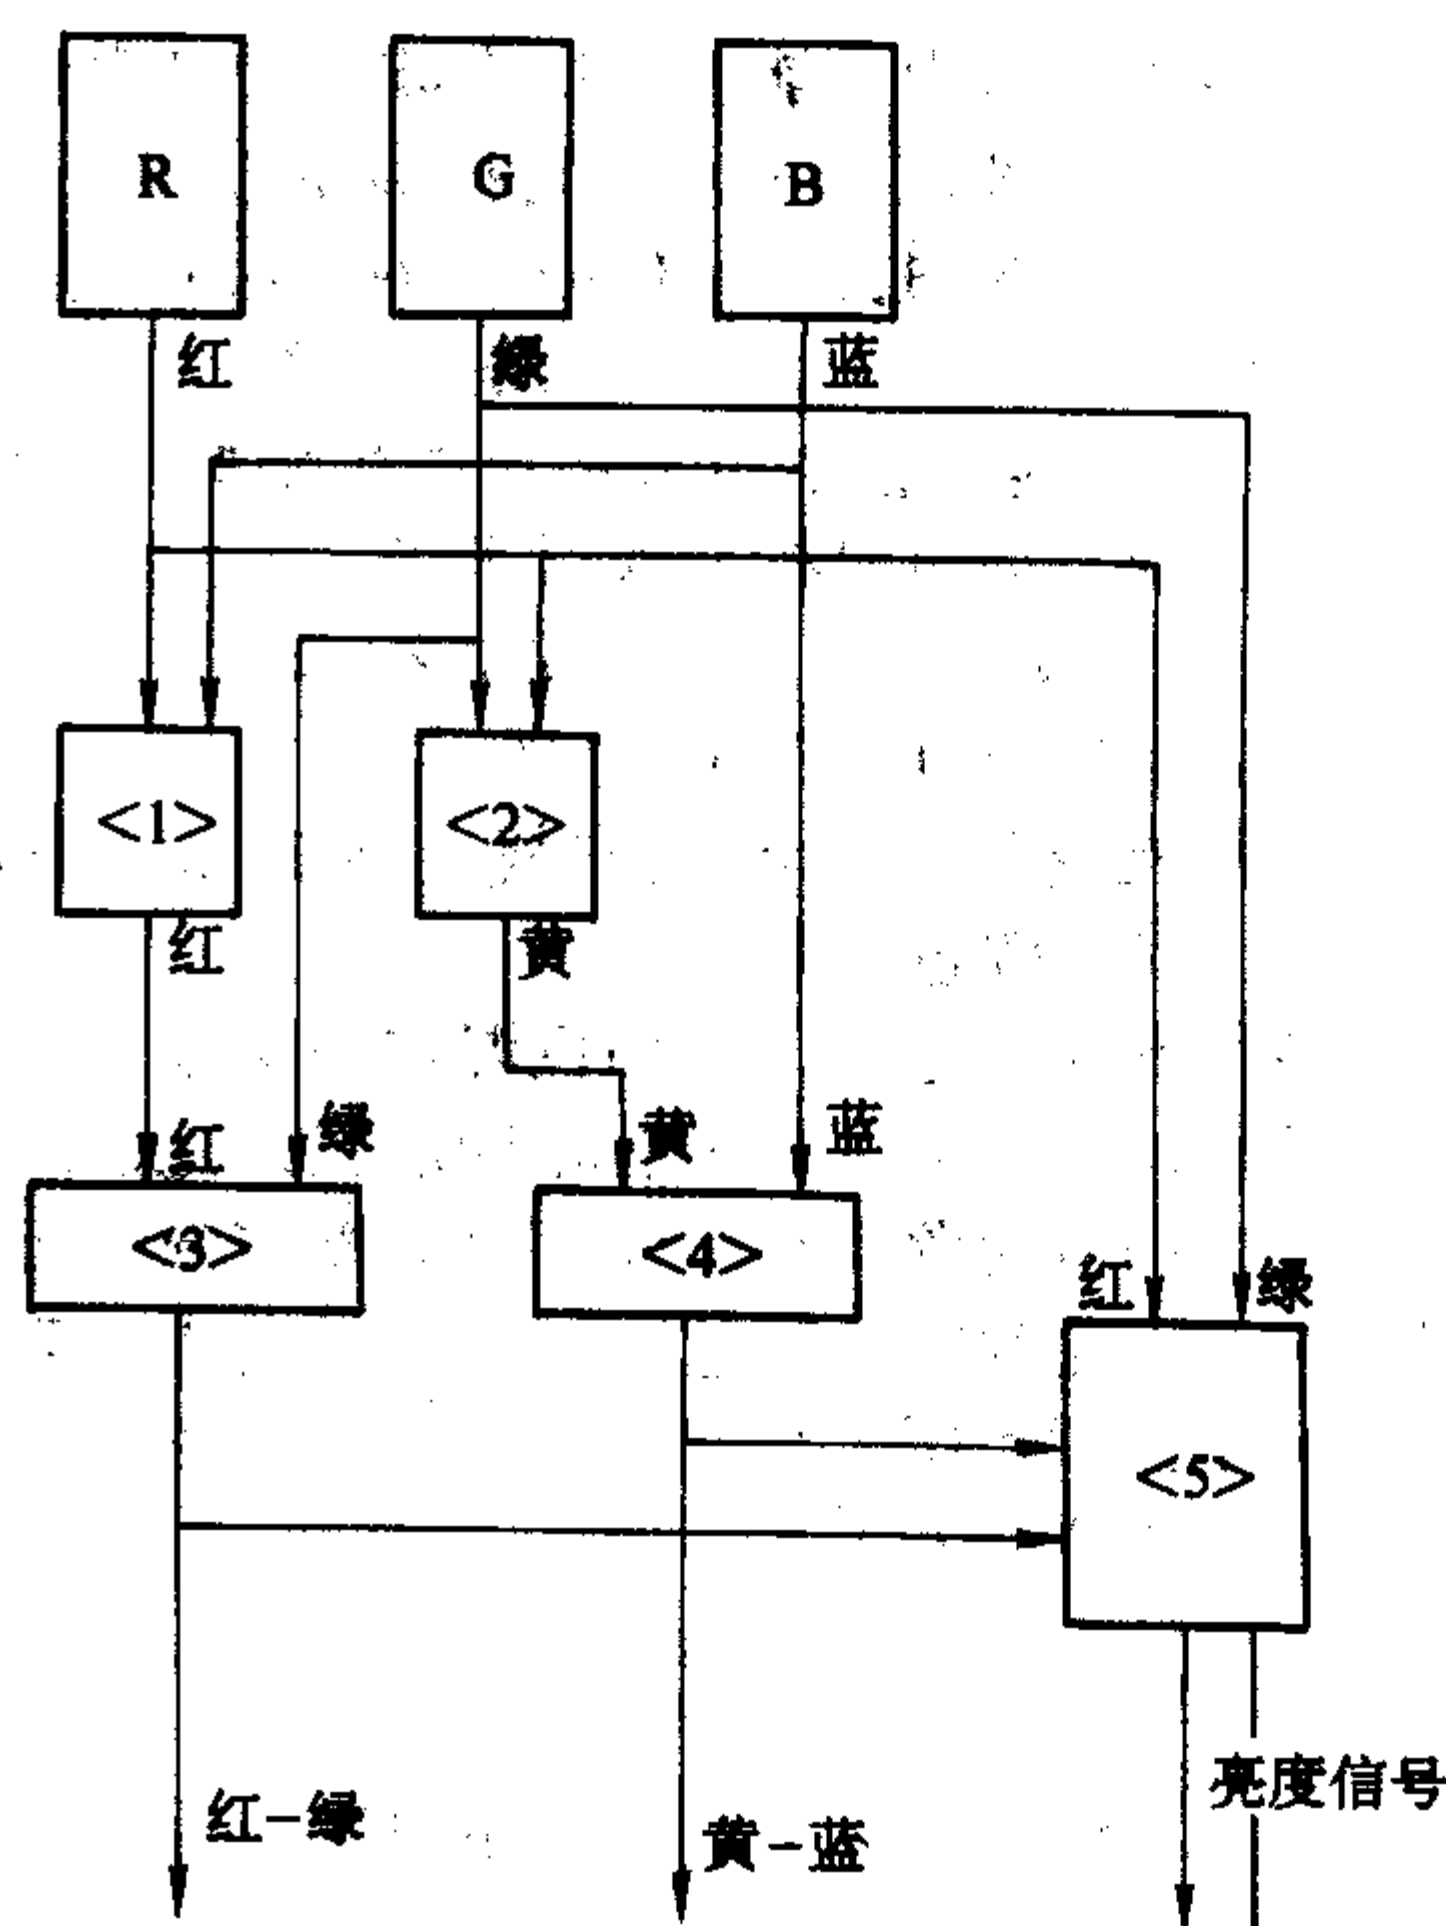 R G B
红 绿 蓝
<1> <2>
红 黄
红 绿 黄 蓝
<3> <4>
红 绿
<5>
亮度信号
红-绿 黄-蓝